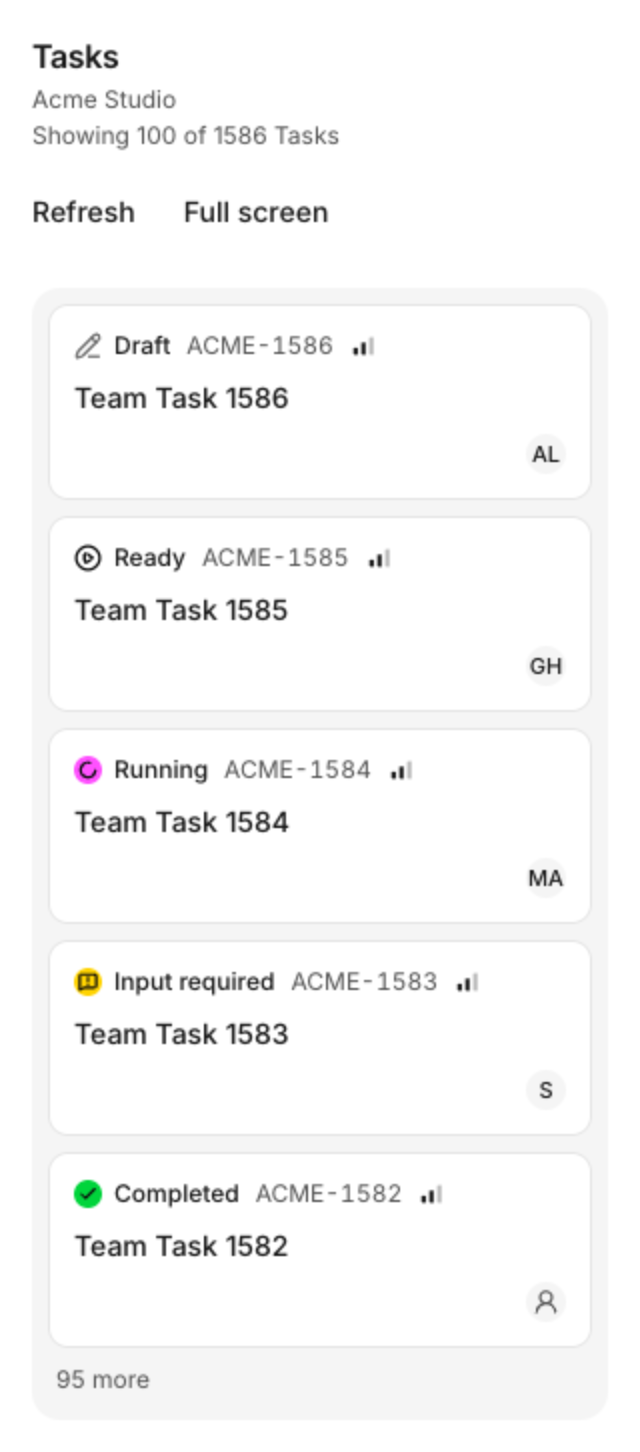 Tasks
Acme Studio
Showing 100 of 1586 Tasks
Refresh Full screen
Draft ACME-1586
Team Task 1586
AL
Ready ACME-1585
Team Task 1585
GH
Running ACME-1584
Team Task 1584
MA
Input required ACME-1583
Team Task 1583
S
Completed ACME-1582
Team Task 1582
95 more